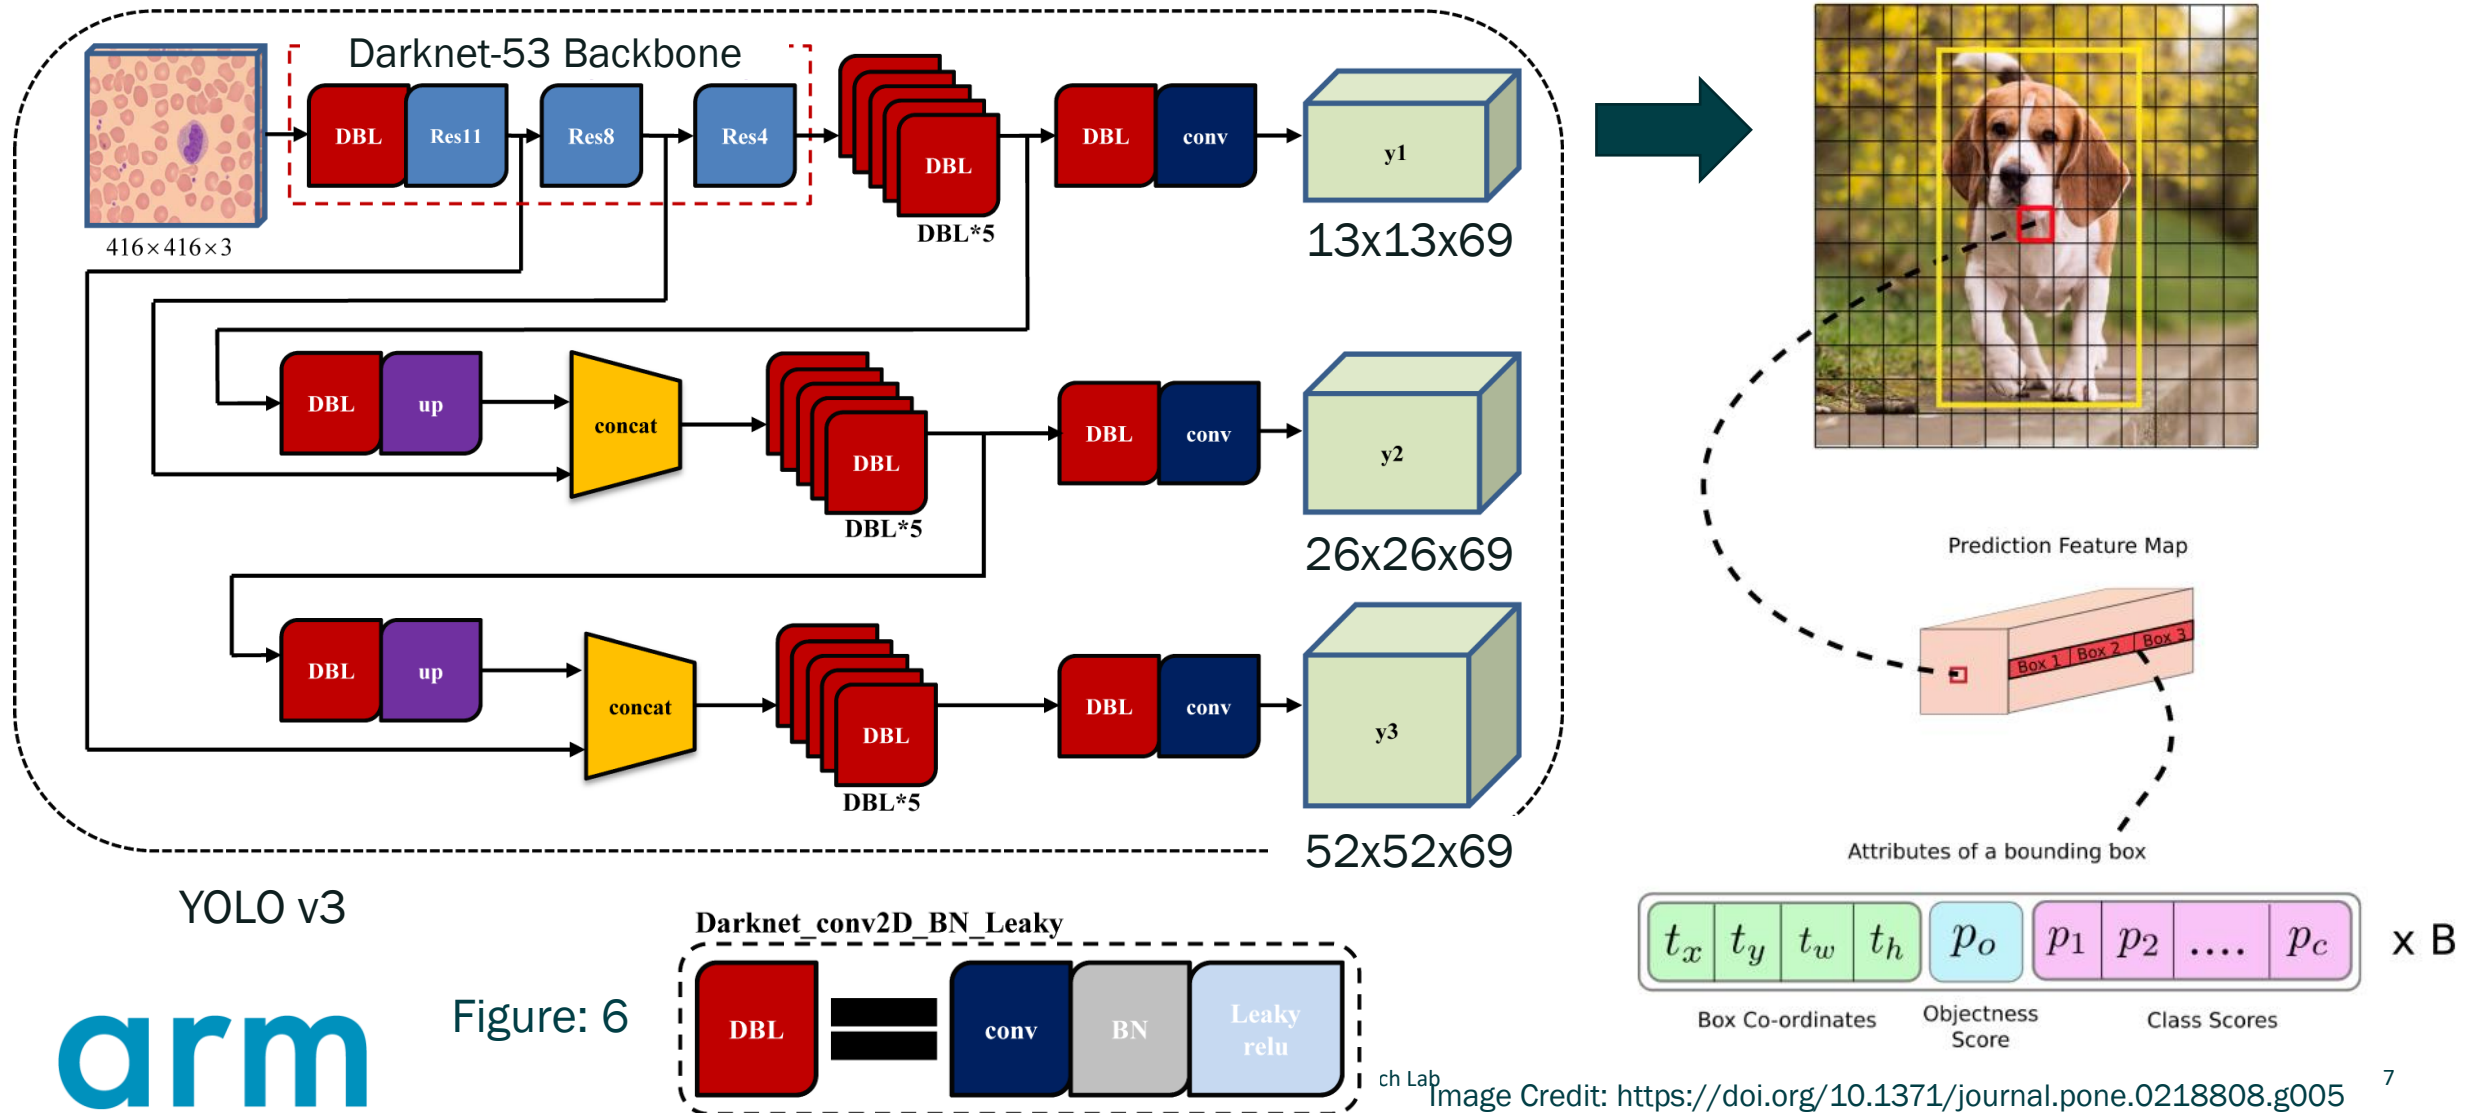 Darknet-53 Backbone
DBL
Res11
Res8
Res4
DBL
DBL*5
DBL
conv
y1
13x13x69
416×416×3
DBL
up
concat
DBL
DBL*5
DBL
conv
y2
26x26x69
DBL
up
concat
DBL
DBL*5
DBL
conv
y3
52x52x69
YOLO v3
Darknet_conv2D_BN_Leaky
DBL
conv
BN
Leaky
relu
Figure: 6
arm
Prediction Feature Map
Box 1
Box 2
Box 3
Attributes of a bounding box
t_x t_y t_w t_h p_o p_1 p_2 .... p_c x B
Box Co-ordinates
Objectness
Score
Class Scores
ch Lab
Image Credit: https://doi.org/10.1371/journal.pone.0218808.g005
7